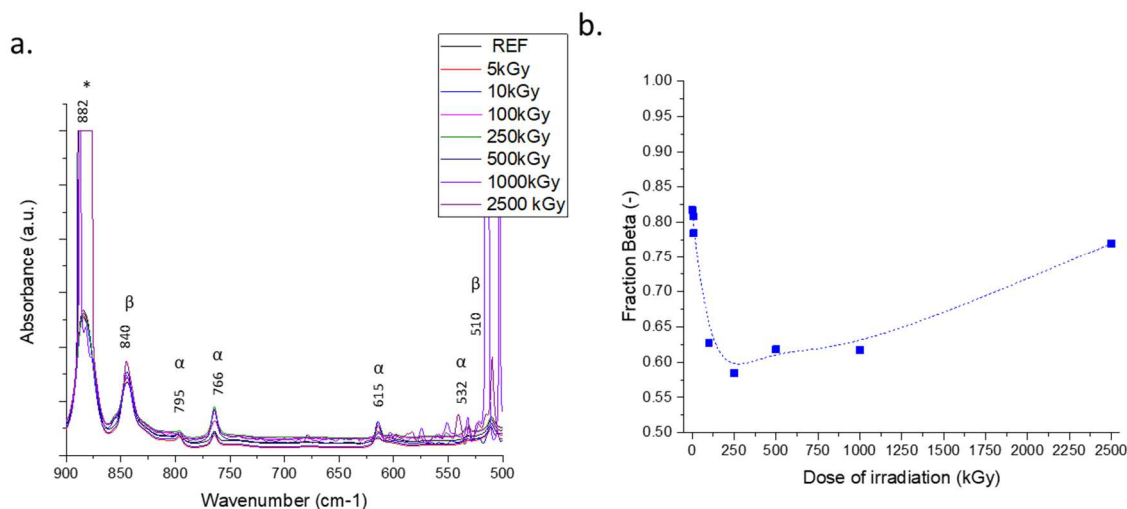 a.
*
882
β
840
α
795
α
766
α
615
α
532
β
510
REF
5kGy
10kGy
100kGy
250kGy
500kGy
1000kGy
2500 kGy
Absorbance (a.u.)
900 850 800 750 700 650 600 550 500
Wavenumber (cm-1)
b.
1.00
0.95
0.90
0.85
0.80
0.75
0.70
0.65
0.60
0.55
0.50
Fraction Beta (-)
0 250 500 750 1000 1250 1500 1750 2000 2250 2500
Dose of irradiation (kGy)